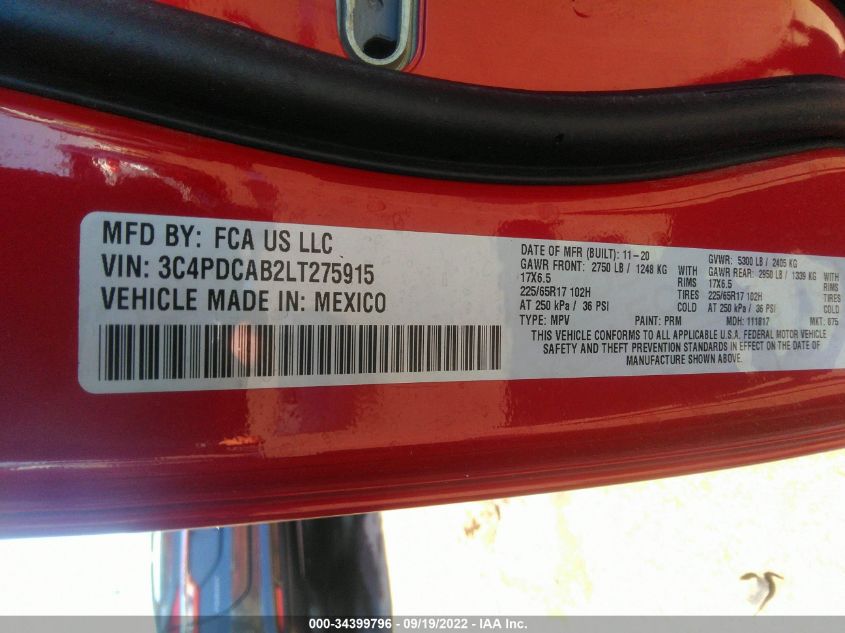 MFD BY: FCA US LLC
VIN: 3C4PDCAB2LT275915
VEHICLE MADE IN: MEXICO
DATE OF MFR (BUILT): 11-20 GVWR: 5300 LB / 2405 KG
GAWR FRONT: 2750 LB / 1248 KG WITH GAWR REAR: 2950 LB / 1339 KG WITH
17X6.5 RIMS 17X6.5 RIMS
225/65R17 102H TIRES 225/65R17 102H TIRES
AT 250 kPa / 36 PSI COLD AT 250 kPa / 36 PSI COLD
TYPE: MPV PAINT: PRM MDH: 111817 MKT: 875
THIS VEHICLE CONFORMS TO ALL APPLICABLE U.S.A. FEDERAL MOTOR VEHICLE
SAFETY AND THEFT PREVENTION STANDARDS IN EFFECT ON THE DATE OF
MANUFACTURE SHOWN ABOVE.
000 - 34399796 - 09/19/2022 - IAA Inc.